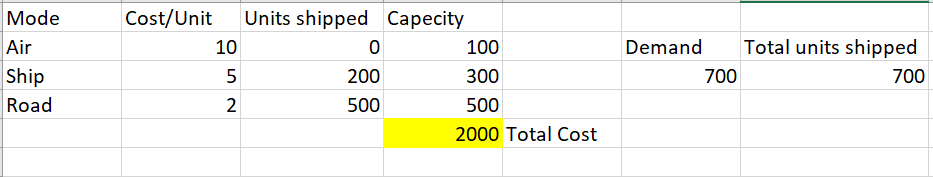 Mode Cost/Unit Units shipped Capecity
Air 10 0 100 Demand Total units shipped
Ship 5 200 300 700 700
Road 2 500 500
2000 Total Cost